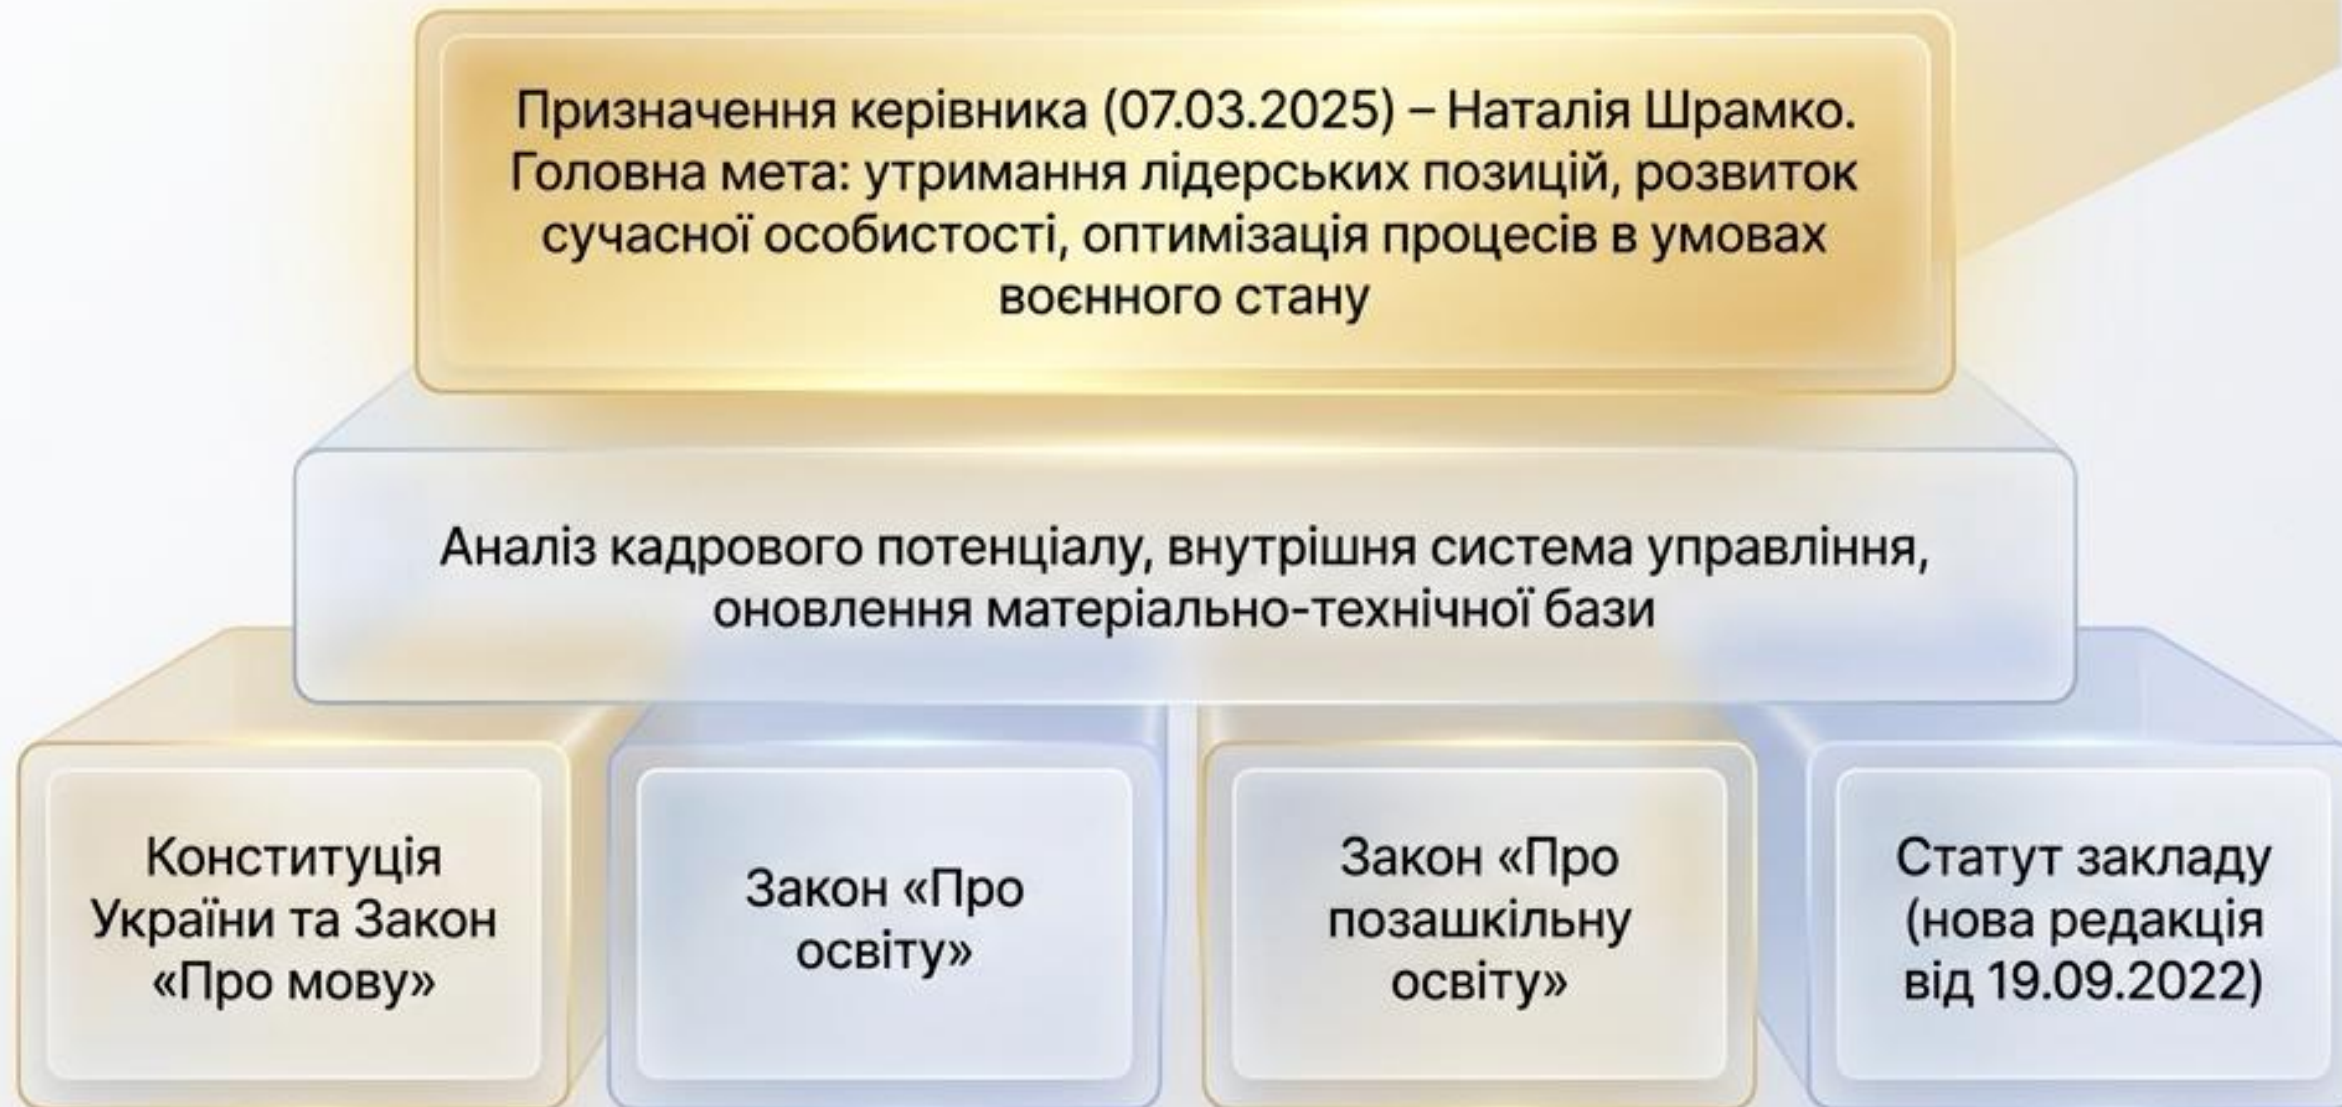 Призначення керівника (07.03.2025) – Наталія Шрамко.
Головна мета: утримання лідерських позицій, розвиток
сучасної особистості, оптимізація процесів в умовах
воєнного стану
Аналіз кадрового потенціалу, внутрішня система управління,
оновлення матеріально-технічної бази
Конституція
України та Закон
«Про мову»
Закон «Про
освіту»
Закон «Про
позашкільну
освіту»
Статут закладу
(нова редакція
від 19.09.2022)